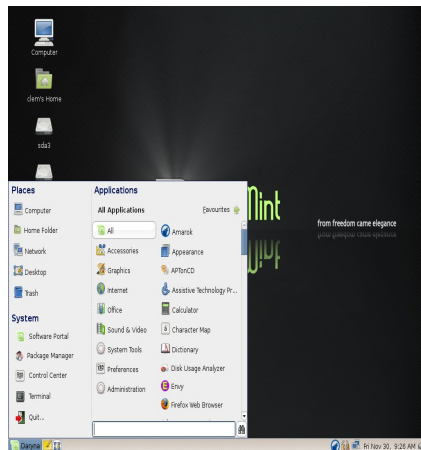 Computer
clem's Home
sda3
Mint
from freedom came elegance
Places
Computer
Home Folder
Network
Desktop
Trash
System
Software Portal
Package Manager
Control Center
Terminal
Quit...
Applications
All Applications
Favourites
All
Accessories
Graphics
Internet
Office
Sound & Video
System Tools
Preferences
Administration
Amarok
Appearance
APTonCD
Assistive Technology Pr...
Calculator
Character Map
Dictionary
Disk Usage Analyzer
Envy
Firefox Web Browser
Daryna
Fri Nov 30, 9:26 AM